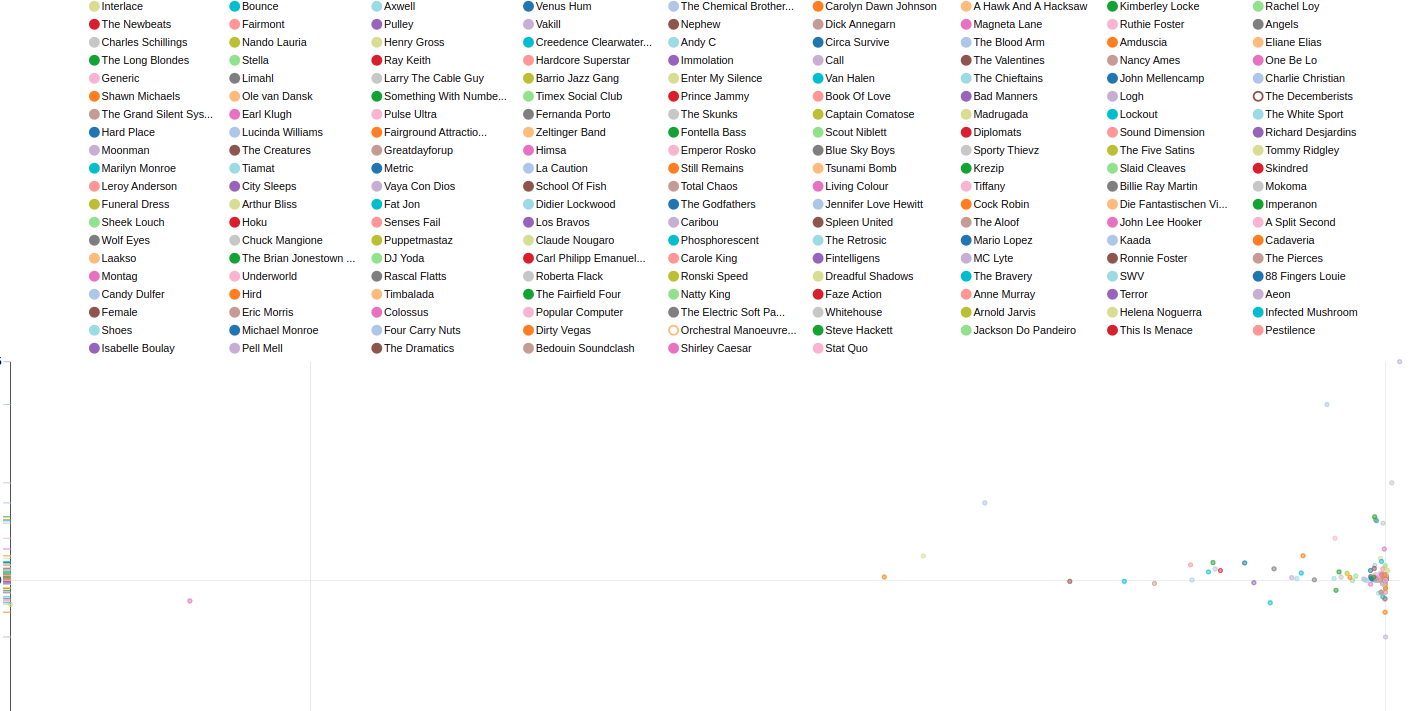 Interlace Bounce Axwell Venus Hum The Chemical Brother... Carolyn Dawn Johnson A Hawk And A Hacksaw Kimberley Locke Rachel Loy
The Newbeats Fairmont Pulley Vakill Nephew Dick Annegarn Magneta Lane Ruthie Foster Angels
Charles Schillings Nando Lauria Henry Gross Creedence Clearwater... Andy C Circa Survive The Blood Arm Amduscia Eliane Elias
The Long Blondes Stella Ray Keith Hardcore Superstar Immolation Call The Valentines Nancy Ames One Be Lo
Generic Limahl Larry The Cable Guy Barrio Jazz Gang Enter My Silence Van Halen The Chieftains John Mellencamp Charlie Christian
Shawn Michaels Ole van Dansk Something With Numbe... Timex Social Club Prince Jammy Book Of Love Bad Manners Logh The Decemberists
The Grand Silent Sys... Earl Klugh Pulse Ultra Fernanda Porto The Skunks Captain Comatose Madrugada Lockout The White Sport
Hard Place Lucinda Williams Fairground Attractio... Zeltinger Band Fontella Bass Scout Niblett Diplomats Sound Dimension Richard Desjardins
Moonman The Creatures Greatdayforup Himsa Emperor Rosko Blue Sky Boys Sporty Thievz The Five Satins Tommy Ridgley
Marilyn Monroe Tiamat Metric La Caution Still Remains Tsunami Bomb Krezip Slaid Cleaves Skindred
Leroy Anderson City Sleeps Vaya Con Dios School Of Fish Total Chaos Living Colour Tiffany Billie Ray Martin Mokoma
Funeral Dress Arthur Bliss Fat Jon Didier Lockwood The Godfathers Jennifer Love Hewitt Cock Robin Die Fantastischen Vi... Imperanon
Sheek Louch Hoku Senses Fail Los Bravos Caribou Spleen United The Aloof John Lee Hooker A Split Second
Wolf Eyes Chuck Mangione Puppetmastaz Claude Nougaro Phosphorescent The Retrosic Mario Lopez Kaada Cadaveria
Laakso The Brian Jonestown ... DJ Yoda Carl Philipp Emanuel... Carole King Fintelligens MC Lyte Ronnie Foster The Pierces
Montag Underworld Rascal Flatts Roberta Flack Ronski Speed Dreadful Shadows The Bravery SWV 88 Fingers Louie
Candy Dulfer Hird Timbalada The Fairfield Four Natty King Faze Action Anne Murray Terror Aeon
Female Eric Morris Colossus Popular Computer The Electric Soft Pa... Whitehouse Arnold Jarvis Helena Noguerra Infected Mushroom
Shoes Michael Monroe Four Carry Nuts Dirty Vegas Orchestral Manoeuvre... Steve Hackett Jackson Do Pandeiro This Is Menace Pestilence
Isabelle Boulay Pell Mell The Dramatics Bedouin Soundclash Shirley Caesar Stat Quo